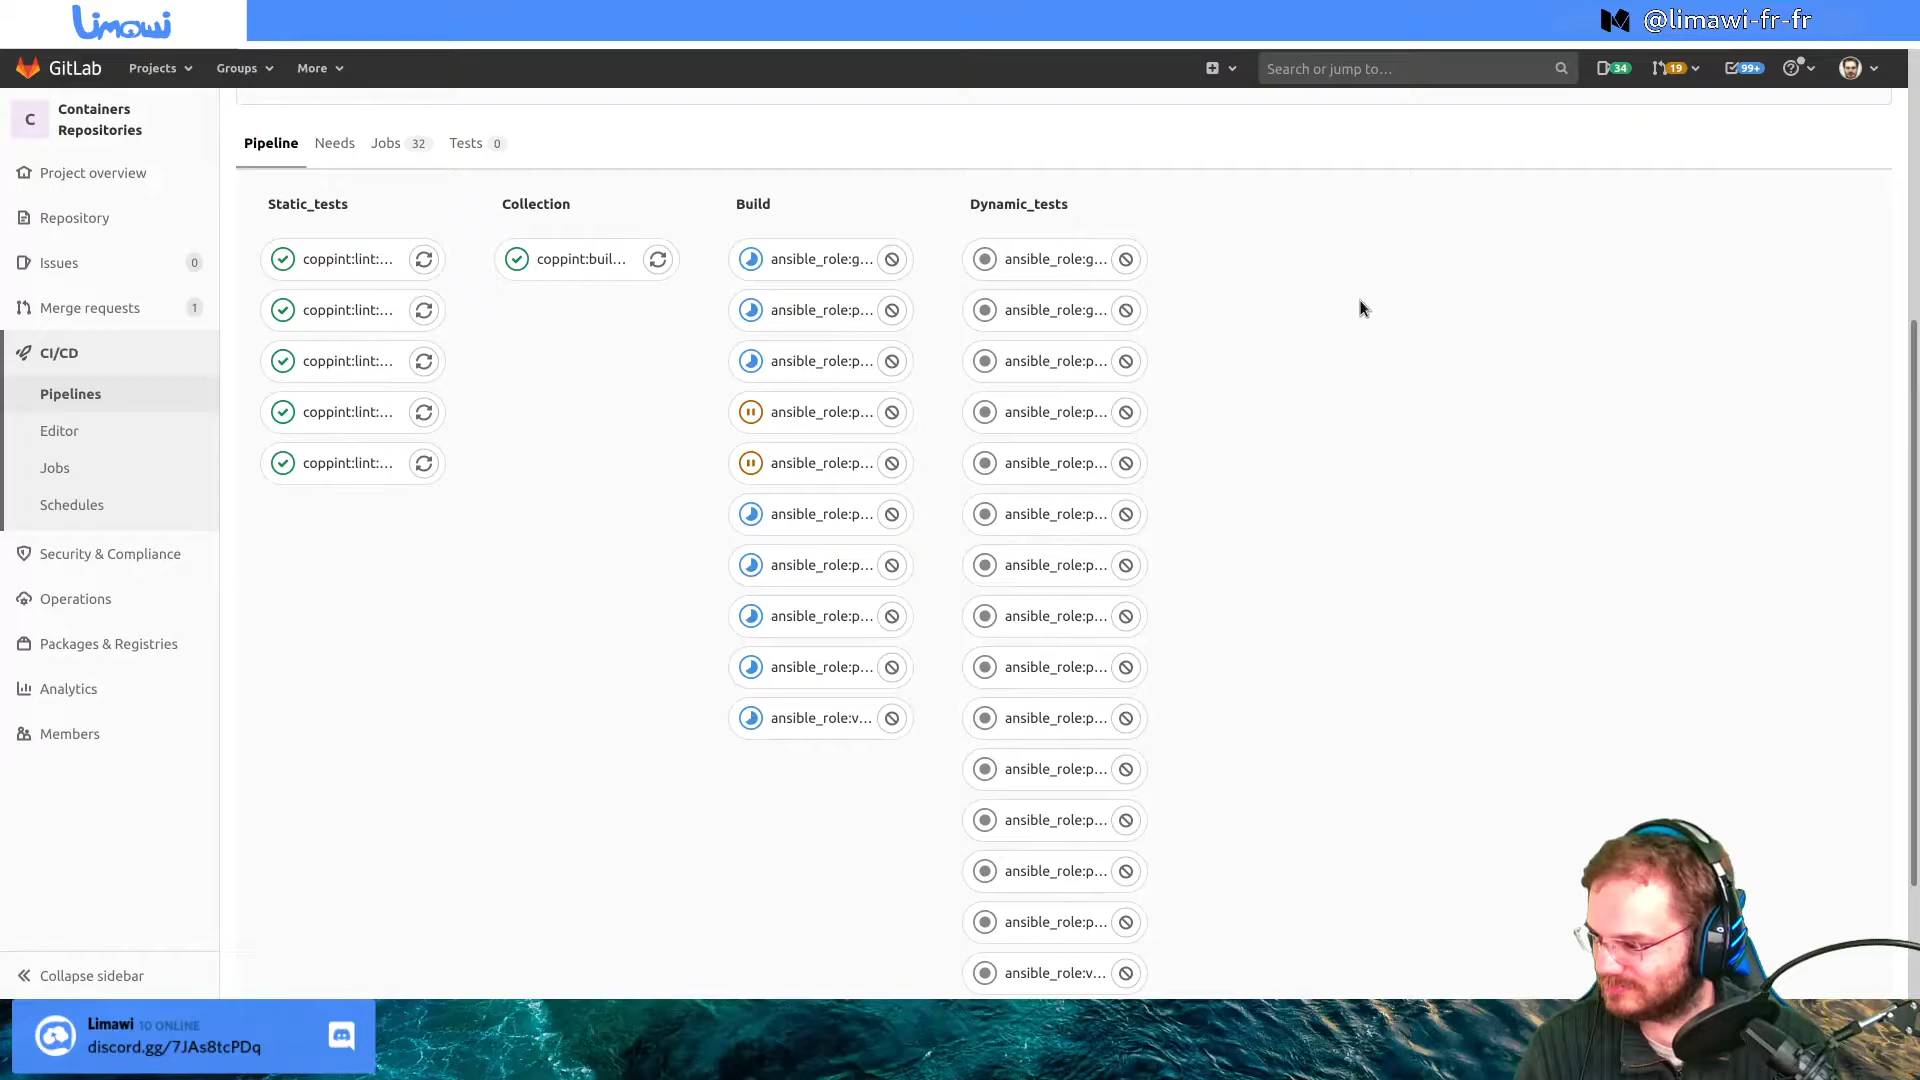 Limawi
@limawi-fr-fr
GitLab
Projects
Groups
More
Search or jump to...
34
19
99+
C
Containers
Repositories
Project overview
Repository
Issues 0
Merge requests 1
CI/CD
Pipelines
Editor
Jobs
Schedules
Security & Compliance
Operations
Packages & Registries
Analytics
Members
Collapse sidebar
Pipeline
Needs
Jobs 32
Tests 0
Static_tests
coppint:lint:...
coppint:lint:...
coppint:lint:...
coppint:lint:...
coppint:lint:...
Collection
coppint:buil...
Build
ansible_role:g...
ansible_role:p...
ansible_role:p...
ansible_role:p...
ansible_role:p...
ansible_role:p...
ansible_role:p...
ansible_role:p...
ansible_role:p...
ansible_role:v...
Dynamic_tests
ansible_role:g...
ansible_role:g...
ansible_role:p...
ansible_role:p...
ansible_role:p...
ansible_role:p...
ansible_role:p...
ansible_role:p...
ansible_role:p...
ansible_role:p...
ansible_role:p...
ansible_role:p...
ansible_role:p...
ansible_role:p...
ansible_role:v...
Limawi 10 ONLINE
discord.gg/7JAs8tcPDq